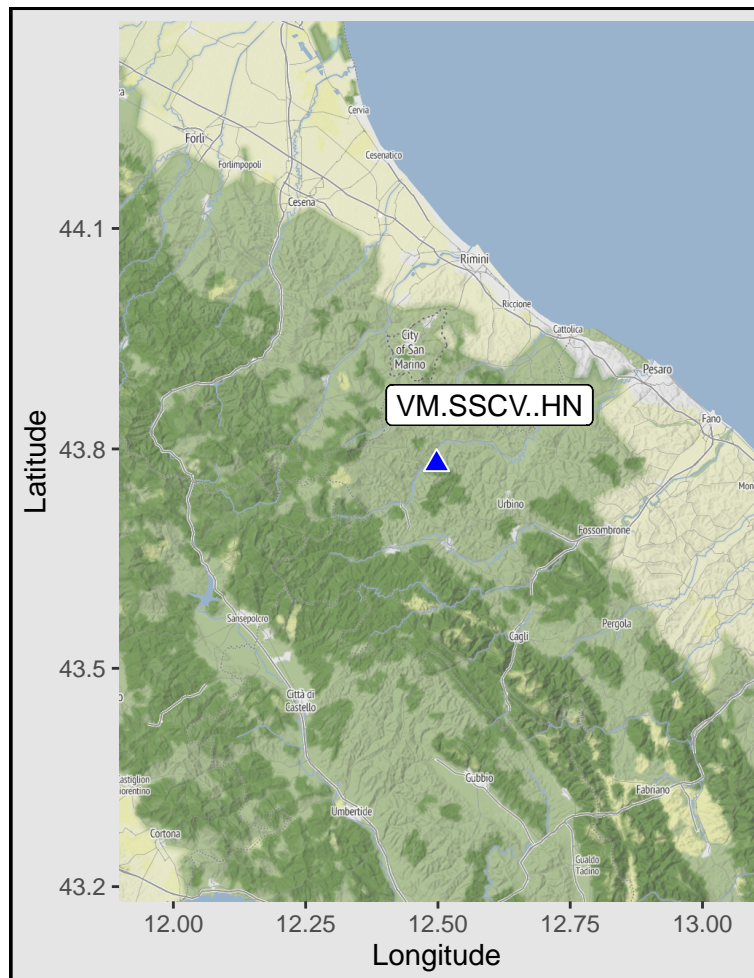 Cervia
Forlì
Forlimpopoli
Cesenatico
Cesena
44.1
Rimini
Riccione
City
of San
Marino
Cattolica
Pesaro
VM.SSCV..HN
Fano
43.8
Latitude
Urbino
Fossombrone
Sansepolcro
Pergola
Cagli
43.5
Città di
Castello
Gubbio
Fabriano
Umbertide
Cortona
Gualdo
Tadino
43.2
12.00
12.25
12.50
12.75
13.00
Longitude